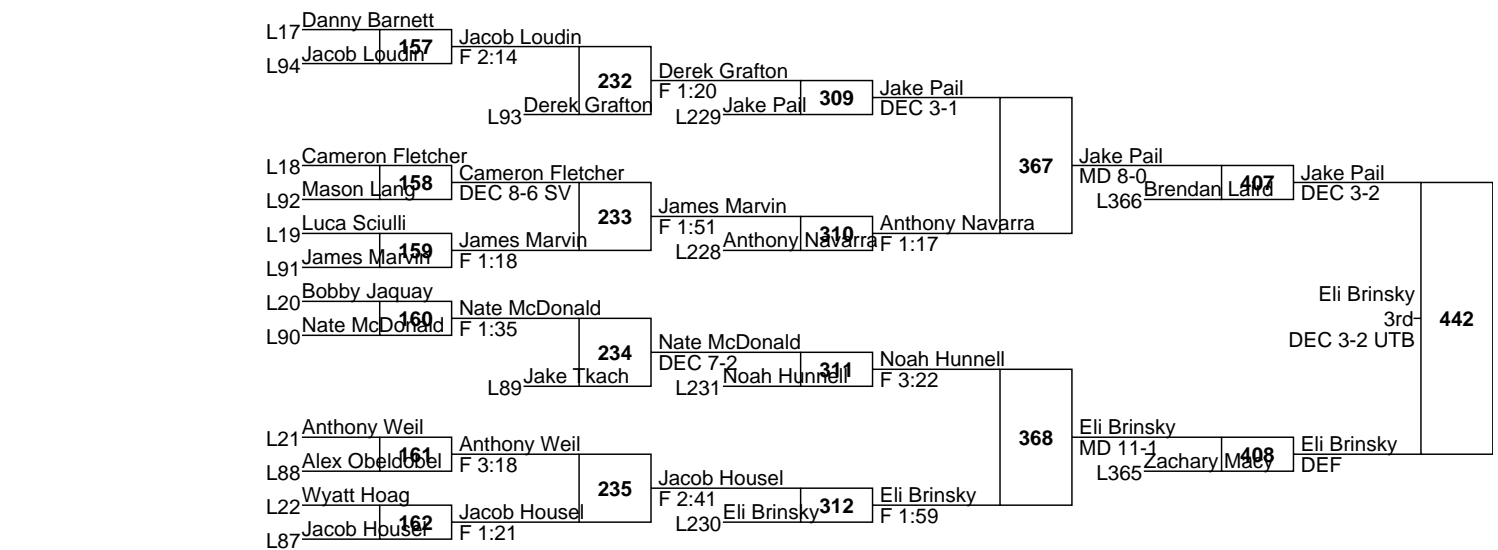 L17 Danny Barnett
L94 Jacob Loudin
157
Jacob Loudin
F 2:14
232
L93 Derek Grafton
Derek Grafton
F 1:20
L229 Jake Pail
309
Jake Pail
DEC 3-1
L18 Cameron Fletcher
L92 Mason Lang
158
Cameron Fletcher
DEC 8-6 SV
L19 Luca Sciulli
L91 James Marvin
159
James Marvin
F 1:18
233
James Marvin
F 1:51
L228 Anthony Navarra
310
Anthony Navarra
F 1:17
367
Jake Pail
MD 8-0
L366 Brendan Laird
407
Jake Pail
DEC 3-2
L20 Bobby Jaquay
L90 Nate McDonald
160
Nate McDonald
F 1:35
234
L89 Jake Tkach
Nate McDonald
DEC 7-2
L231 Noah Hunnell
311
Noah Hunnell
F 3:22
L21 Anthony Weil
L88 Alex Obeldobel
161
Anthony Weil
F 3:18
L22 Wyatt Hoag
L87 Jacob Housel
162
Jacob Housel
F 1:21
235
Jacob Housel
F 2:41
L230 Eli Brinsky
312
Eli Brinsky
F 1:59
368
Eli Brinsky
MD 11-1
L365 Zachary Macy
408
Eli Brinsky
DEF
442
Eli Brinsky
3rd
DEC 3-2 UTB